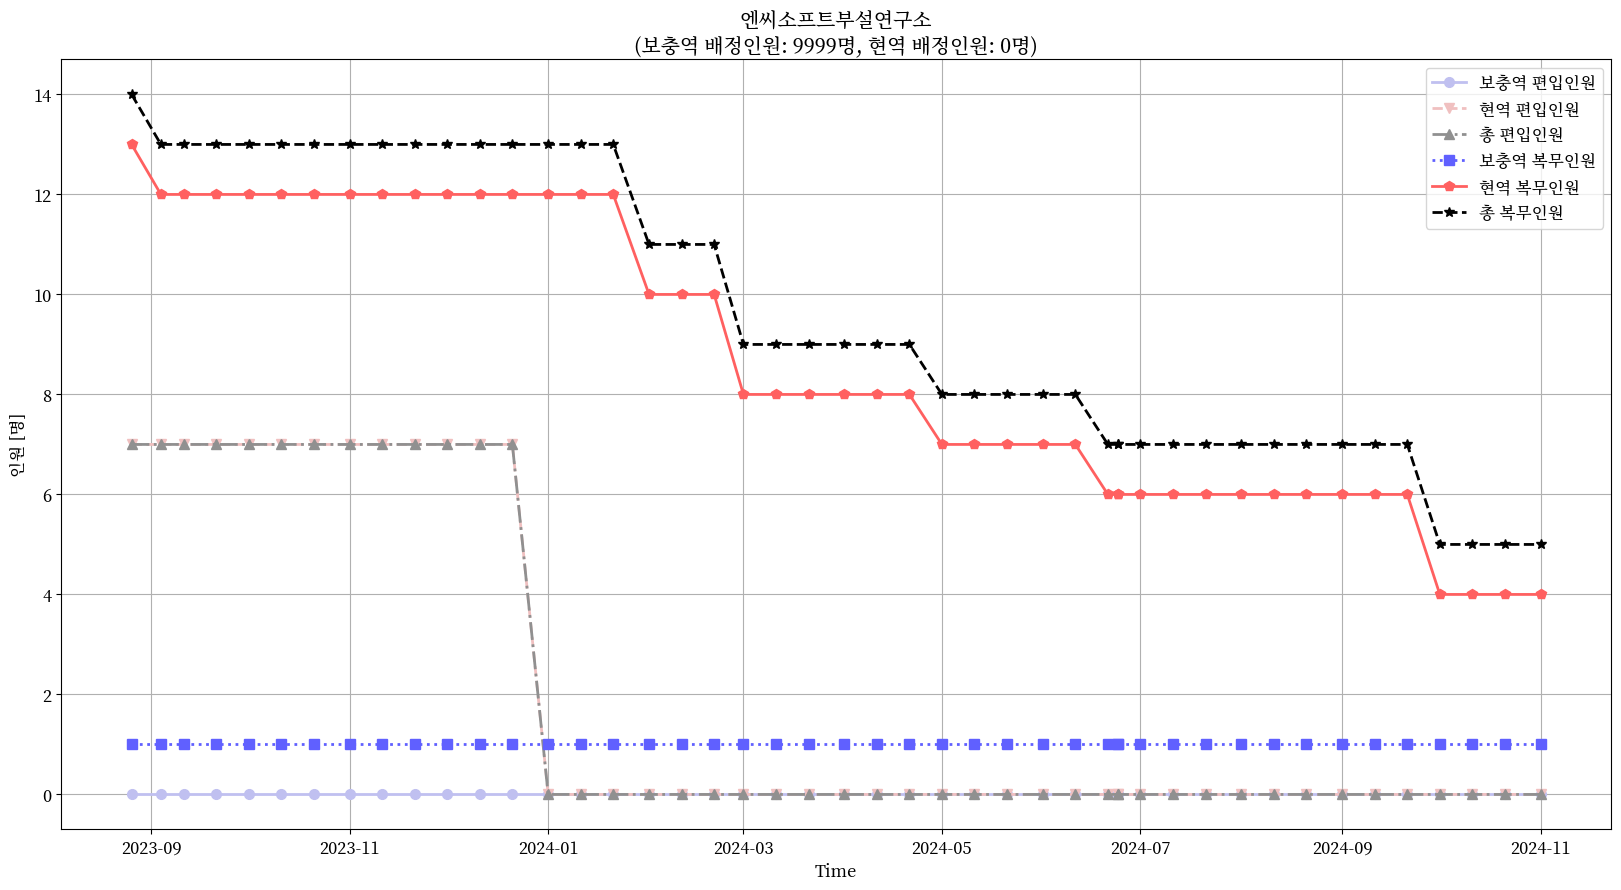 엔씨소프트부설연구소
(보충역 배정인원: 9999명, 현역 배정인원: 0명)
보충역 편입인원
현역 편입인원
총 편입인원
보충역 복무인원
현역 복무인원
총 복무인원
인원 [명]
14
12
10
8
6
4
2
0
2023-09
2023-11
2024-01
2024-03
2024-05
2024-07
2024-09
2024-11
Time